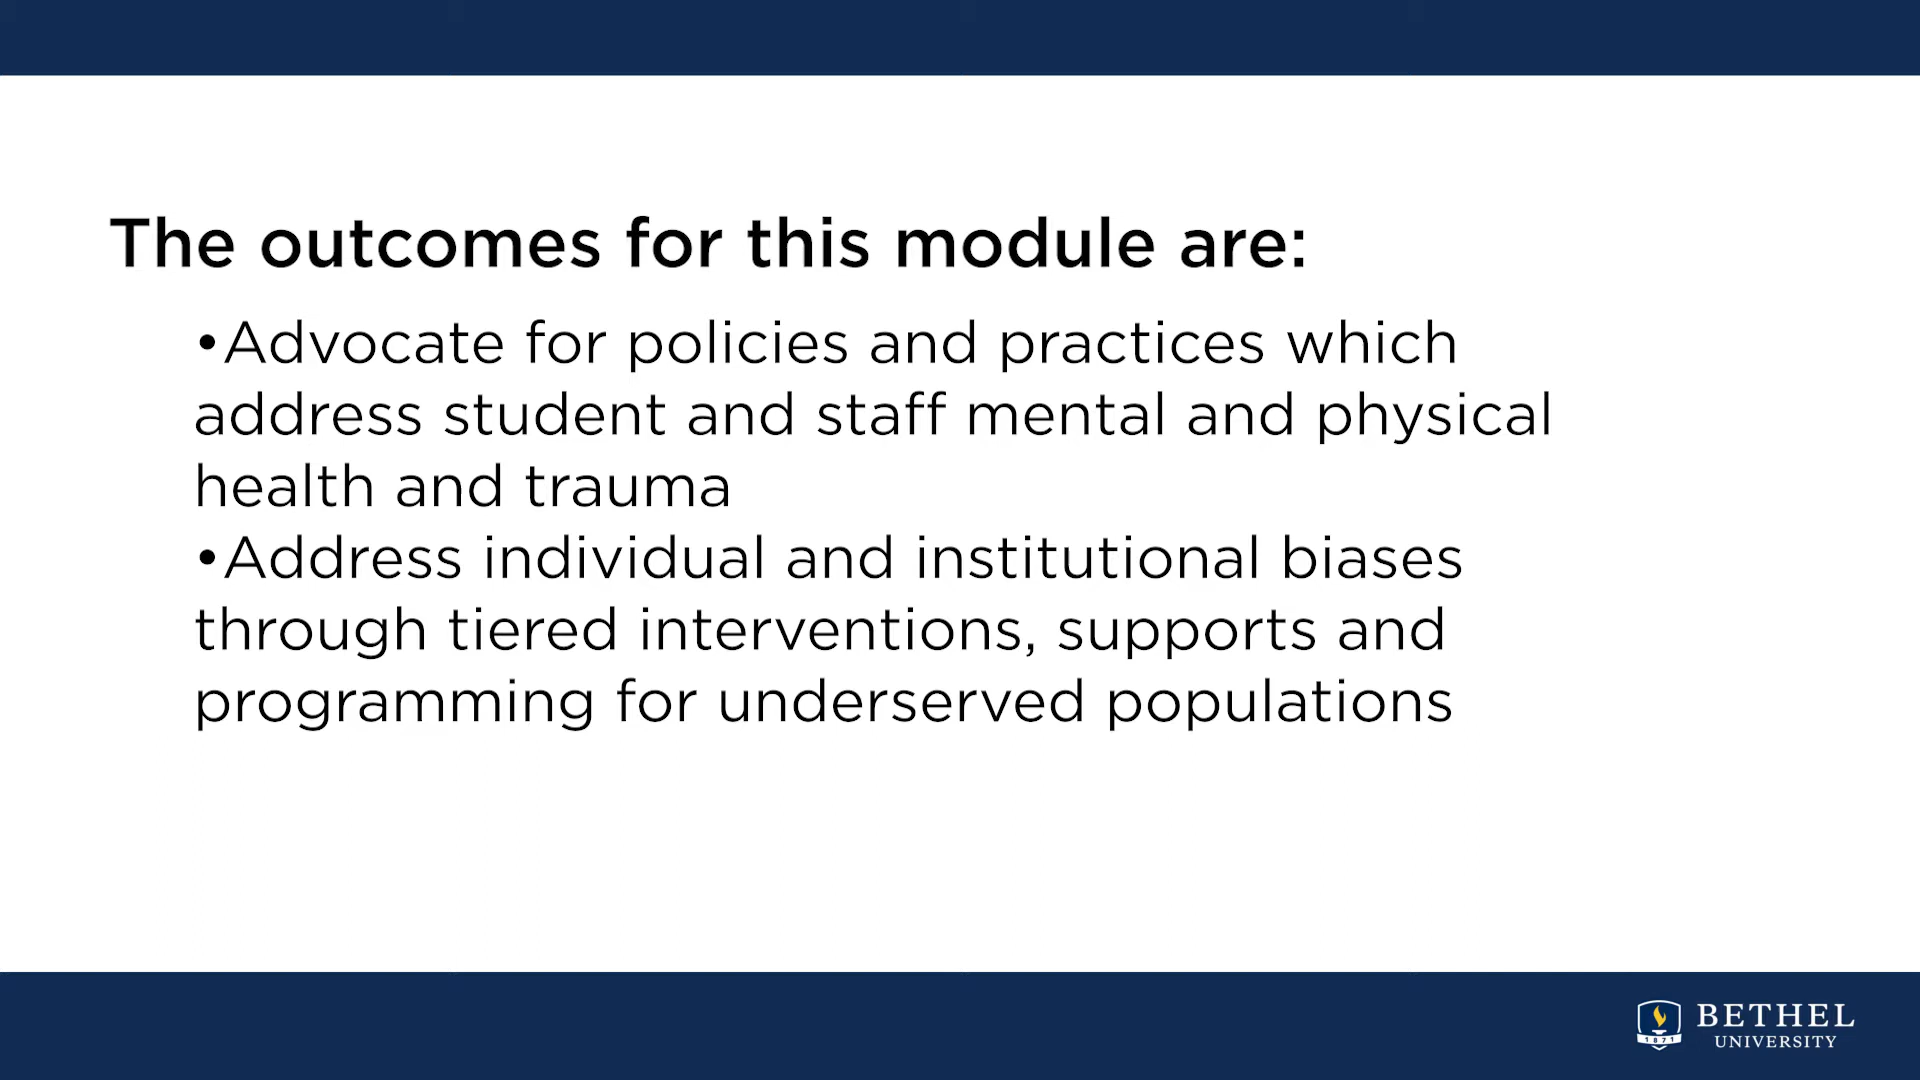 The outcomes for this module are:
•Advocate for policies and practices which
address student and staff mental and physical
health and trauma
•Address individual and institutional biases
through tiered interventions, supports and
programming for underserved populations
BETHEL
UNIVERSITY
1871